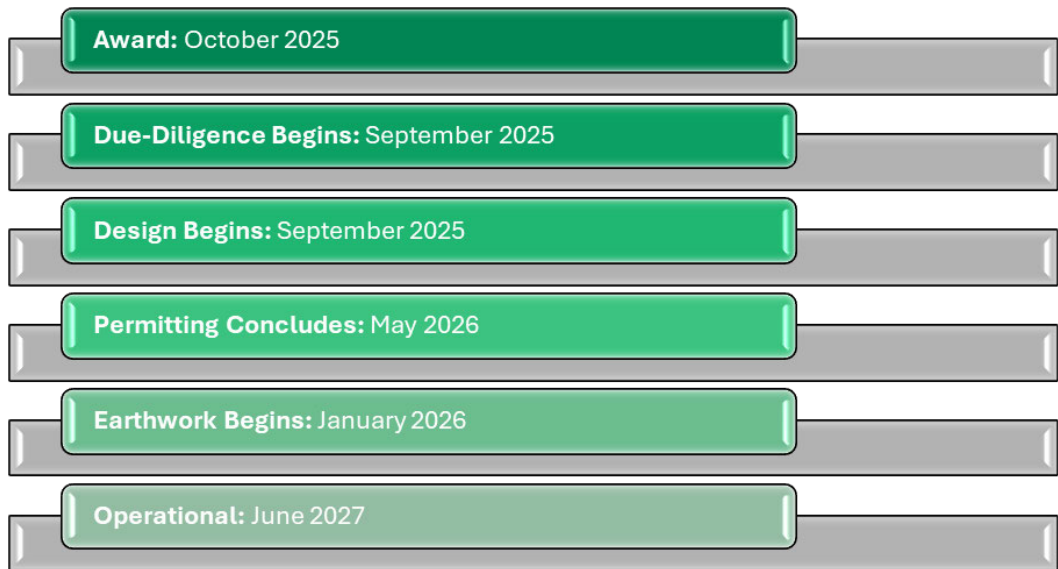 Award: October 2025
Due-Diligence Begins: September 2025
Design Begins: September 2025
Permitting Concludes: May 2026
Earthwork Begins: January 2026
Operational: June 2027